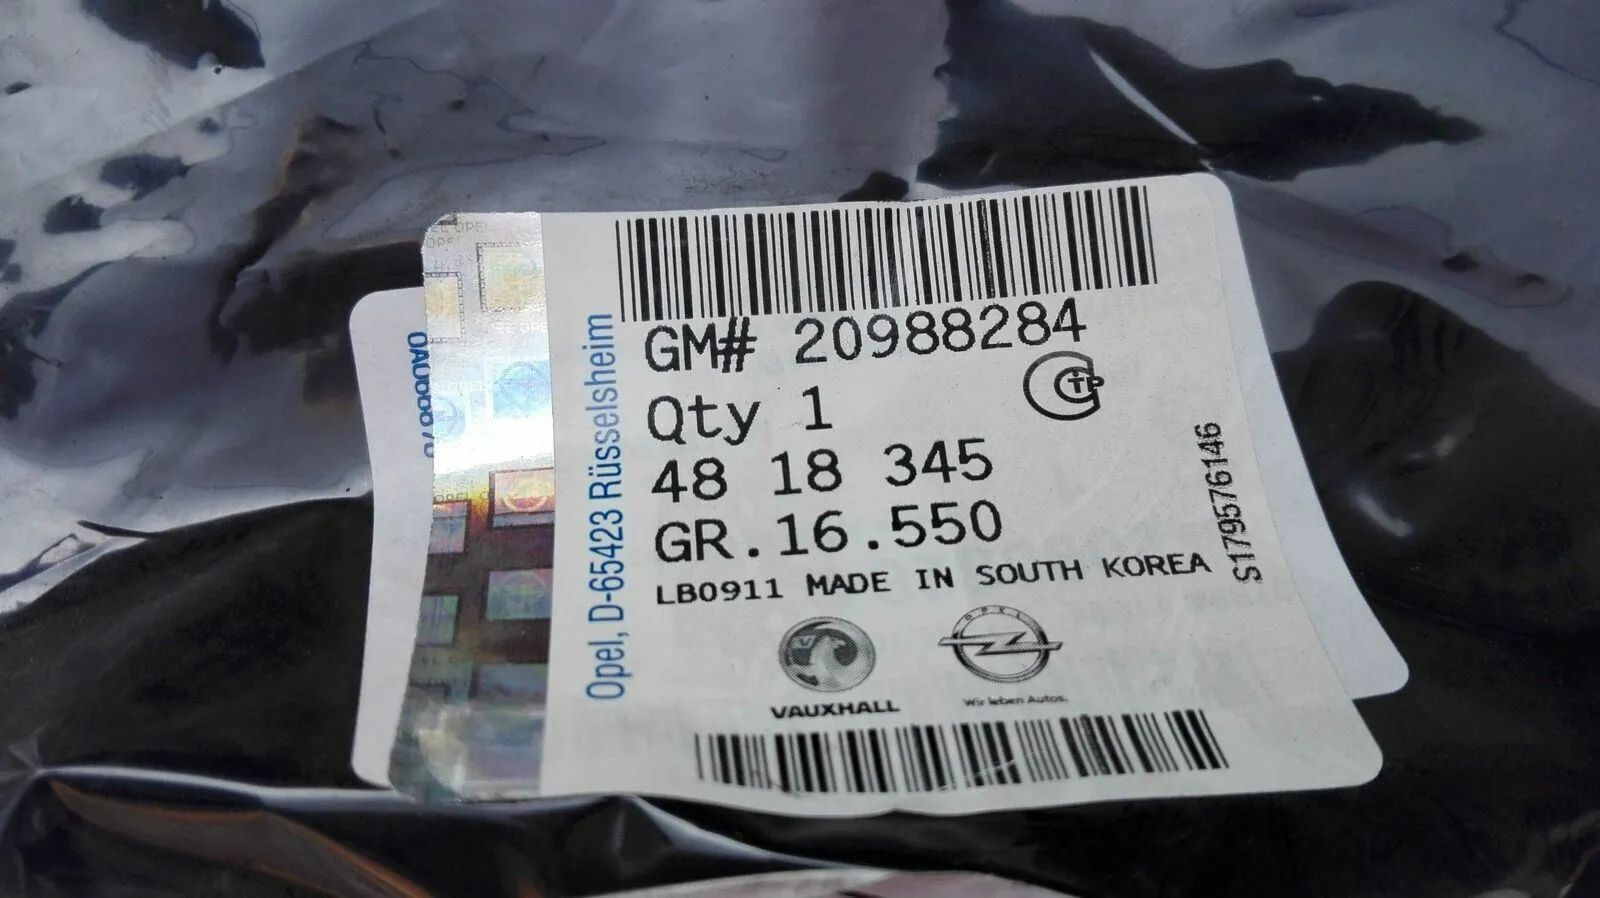 GM# 20988284
Qty 1
48 18 345
GR.16.550
LB0911 MADE IN SOUTH KOREA
VAUXHALL
OPEL
Wir leben Autos.
Opel, D-65423 Rüsselsheim
S179576146